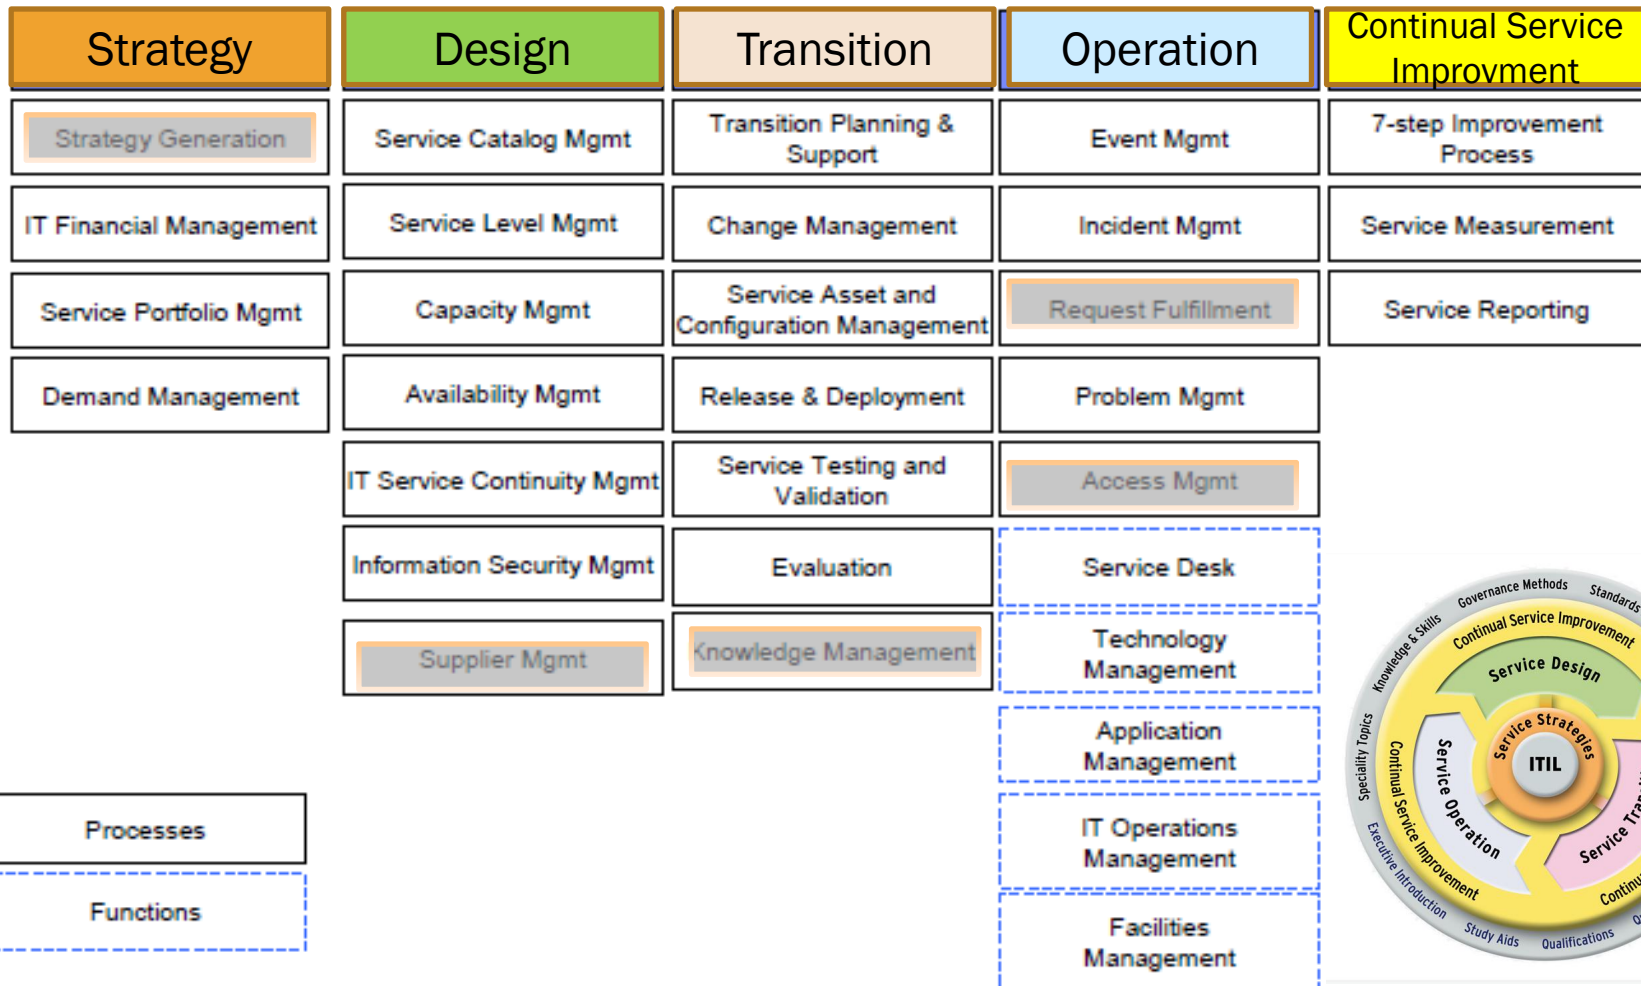 Strategy
Design
Transition
Operation
Continual Service
Improvment
Strategy Generation
IT Financial Management
Service Portfolio Mgmt
Demand Management
Service Catalog Mgmt
Service Level Mgmt
Capacity Mgmt
Availability Mgmt
IT Service Continuity Mgmt
Information Security Mgmt
Supplier Mgmt
Transition Planning &
Support
Change Management
Service Asset and
Configuration Management
Release & Deployment
Service Testing and
Validation
Evaluation
Knowledge Management
Event Mgmt
Incident Mgmt
Request Fulfillment
Problem Mgmt
Access Mgmt
Service Desk
Technology
Management
Application
Management
IT Operations
Management
Facilities
Management
7-step Improvement
Process
Service Measurement
Service Reporting
Processes
Functions
Governance Methods
Standards
Knowledge & Skills
Continual Service Improvement
Service Design
Speciality Topics
Service Strategies
ITIL
Continual Service Improvement
Service Operation
Service
Executive Introduction
Study Aids
Qualifications